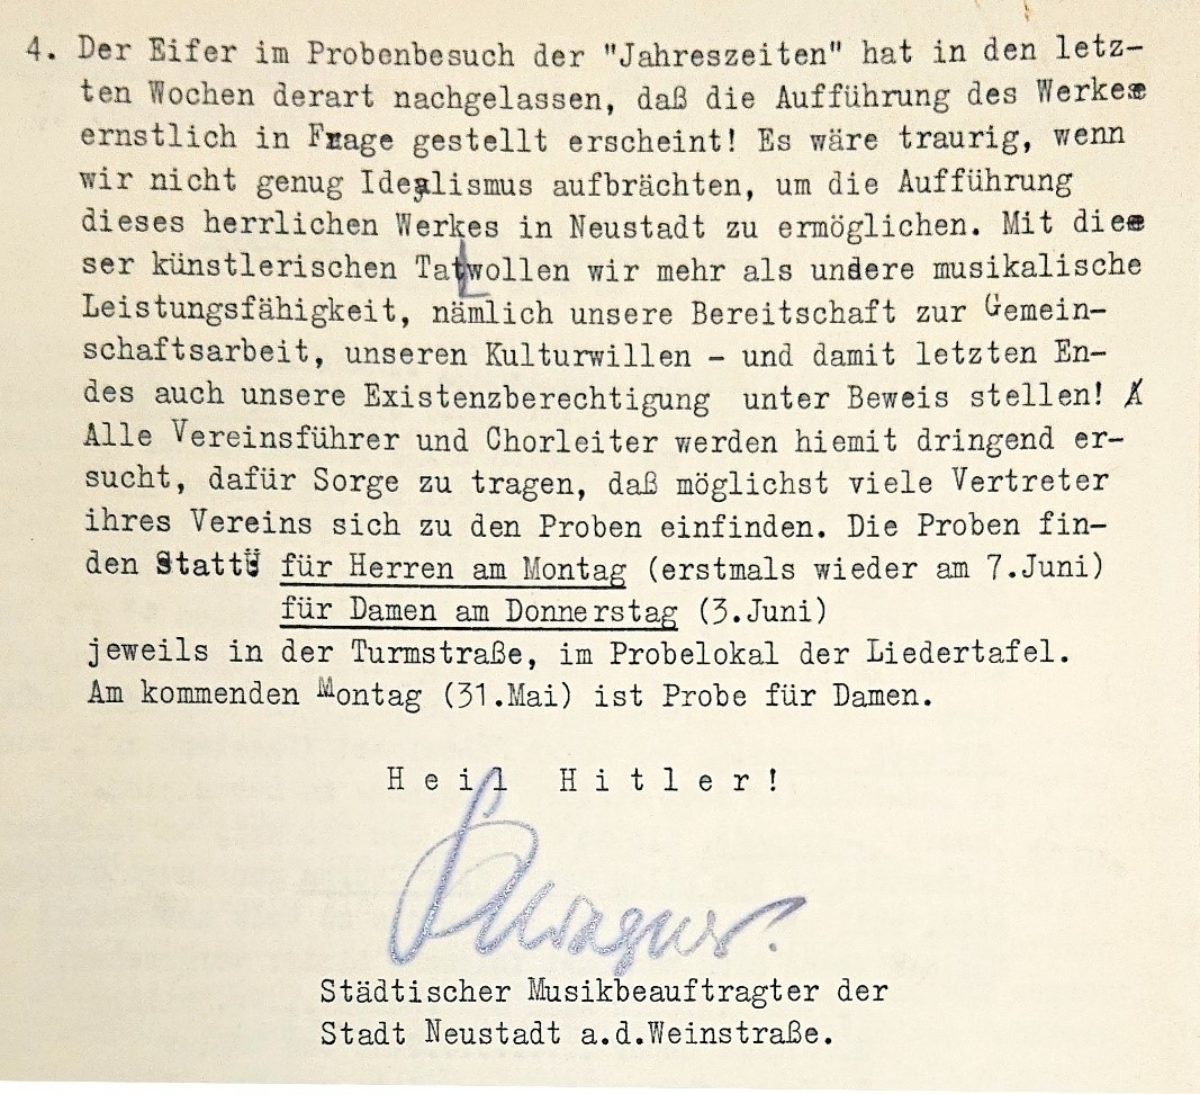 4. Der Eifer im Probenbesuch der "Jahreszeiten" hat in den letz-
ten Wochen derart nachgelassen, daß die Aufführung des Werkes
ernstlich in Frage gestellt erscheint! Es wäre traurig, wenn
wir nicht genug Idealismus aufbrächten, um die Aufführung
dieses herrlichen Werkes in Neustadt zu ermöglichen. Mit die=
ser künstlerischen Tat wollen wir mehr als undere musikalische
Leistungsfähigkeit, nämlich unsere Bereitschaft zur Gemein-
schaftsarbeit, unseren Kulturwillen - und damit letzten En-
des auch unsere Existenzberechtigung unter Beweis stellen!
Alle Vereinsführer und Chorleiter werden hiemit dringend er-
sucht, dafür Sorge zu tragen, daß möglichst viele Vertreter
ihres Vereins sich zu den Proben einfinden. Die Proben fin-
den Statt: für Herren am Montag (erstmals wieder am 7.Juni)
für Damen am Donnerstag (3.Juni)
jeweils in der Turmstraße, im Probelokal der Liedertafel.
Am kommenden Montag (31.Mai) ist Probe für Damen.
Heil Hitler!
Städtischer Musikbeauftragter der
Stadt Neustadt a.d.Weinstraße.